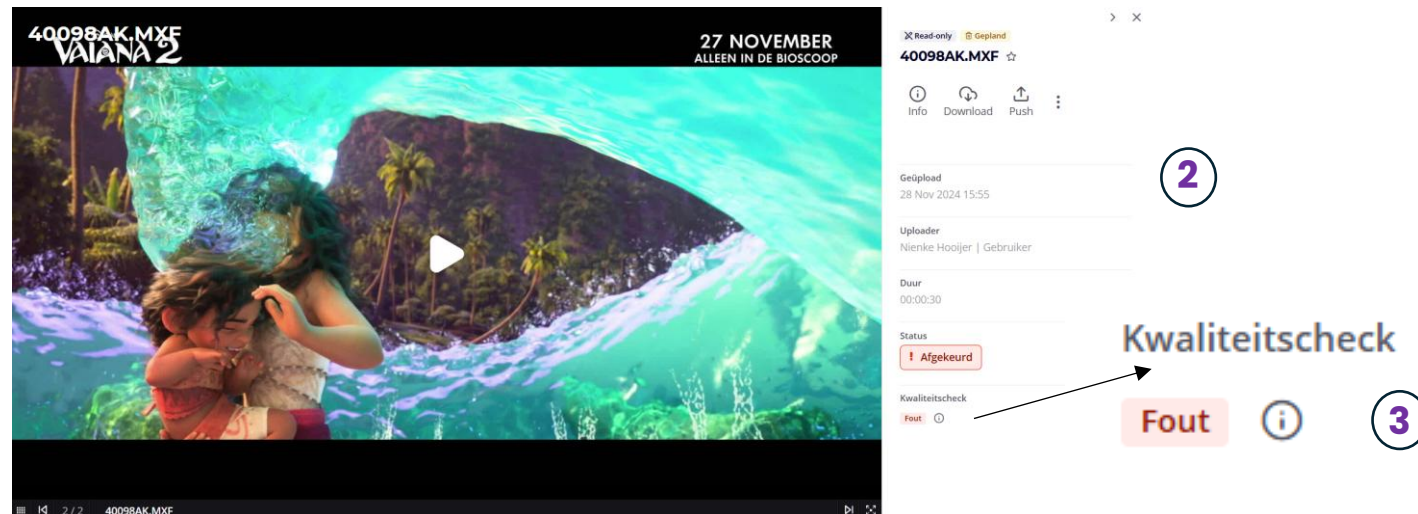 40098AK.MXF
VAIANA 2
27 NOVEMBER
ALLEEN IN DE BIOSCOOP
Read-only Gepland
40098AK.MXF
Info Download Push
Geüpload
28 Nov 2024 15:55
2
Uploader
Nienke Hooijer | Gebruiker
Duur
00:00:30
Status
! Afgekeurd
Kwaliteitscheck
Fout
Kwaliteitscheck
Fout
3
2 / 2 40098AK.MXF